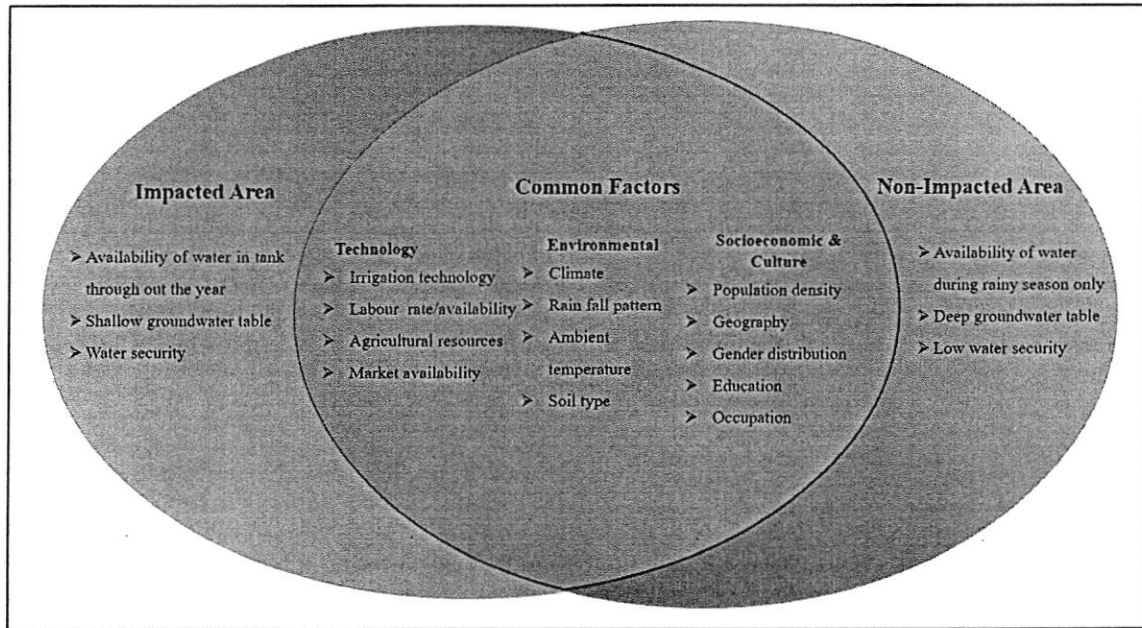 Impacted Area
➤ Availability of water in tank
through out the year
➤ Shallow groundwater table
➤ Water security
Common Factors
Technology
➤ Irrigation technology
➤ Labour rate/availability
➤ Agricultural resources
➤ Market availability
Environmental
➤ Climate
➤ Rain fall pattern
➤ Ambient
temperature
➤ Soil type
Socioeconomic &
Culture
➤ Population density
➤ Geography
➤ Gender distribution
➤ Education
➤ Occupation
Non-Impacted Area
➤ Availability of water
during rainy season only
➤ Deep groundwater table
➤ Low water security